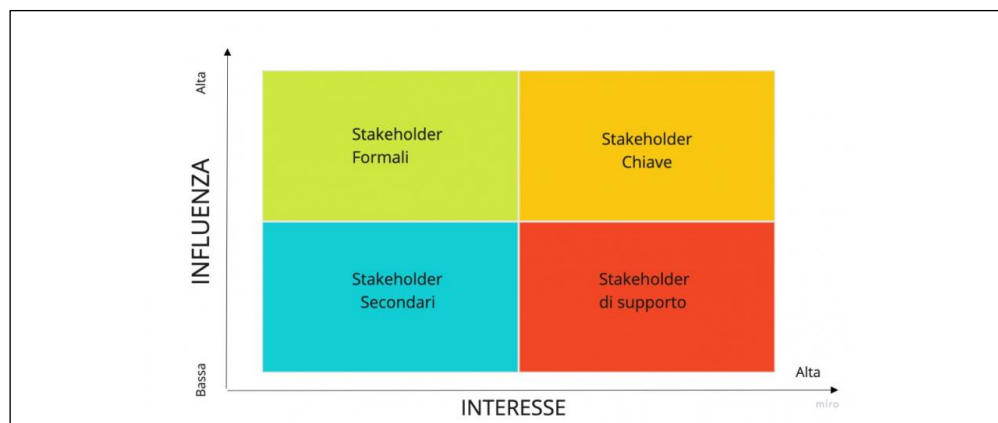 Alta
INFLUENZA
Bassa
Stakeholder
Formali
Stakeholder
Chiave
Stakeholder
Secondari
Stakeholder
di supporto
Alta
INTERESSE
miro